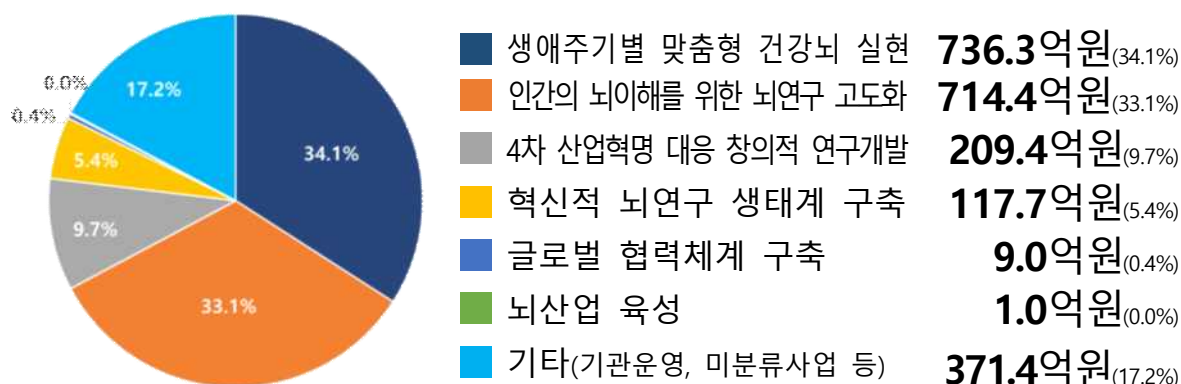 0.0%
0.4%
17.2%
5.4%
9.7%
34.1%
33.1%
생애주기별 맞춤형 건강뇌 실현 736.3억원(34.1%)
인간의 뇌이해를 위한 뇌연구 고도화 714.4억원(33.1%)
4차 산업혁명 대응 창의적 연구개발 209.4억원(9.7%)
혁신적 뇌연구 생태계 구축 117.7억원(5.4%)
글로벌 협력체계 구축 9.0억원(0.4%)
뇌산업 육성 1.0억원(0.0%)
기타(기관운영, 미분류사업 등) 371.4억원(17.2%)